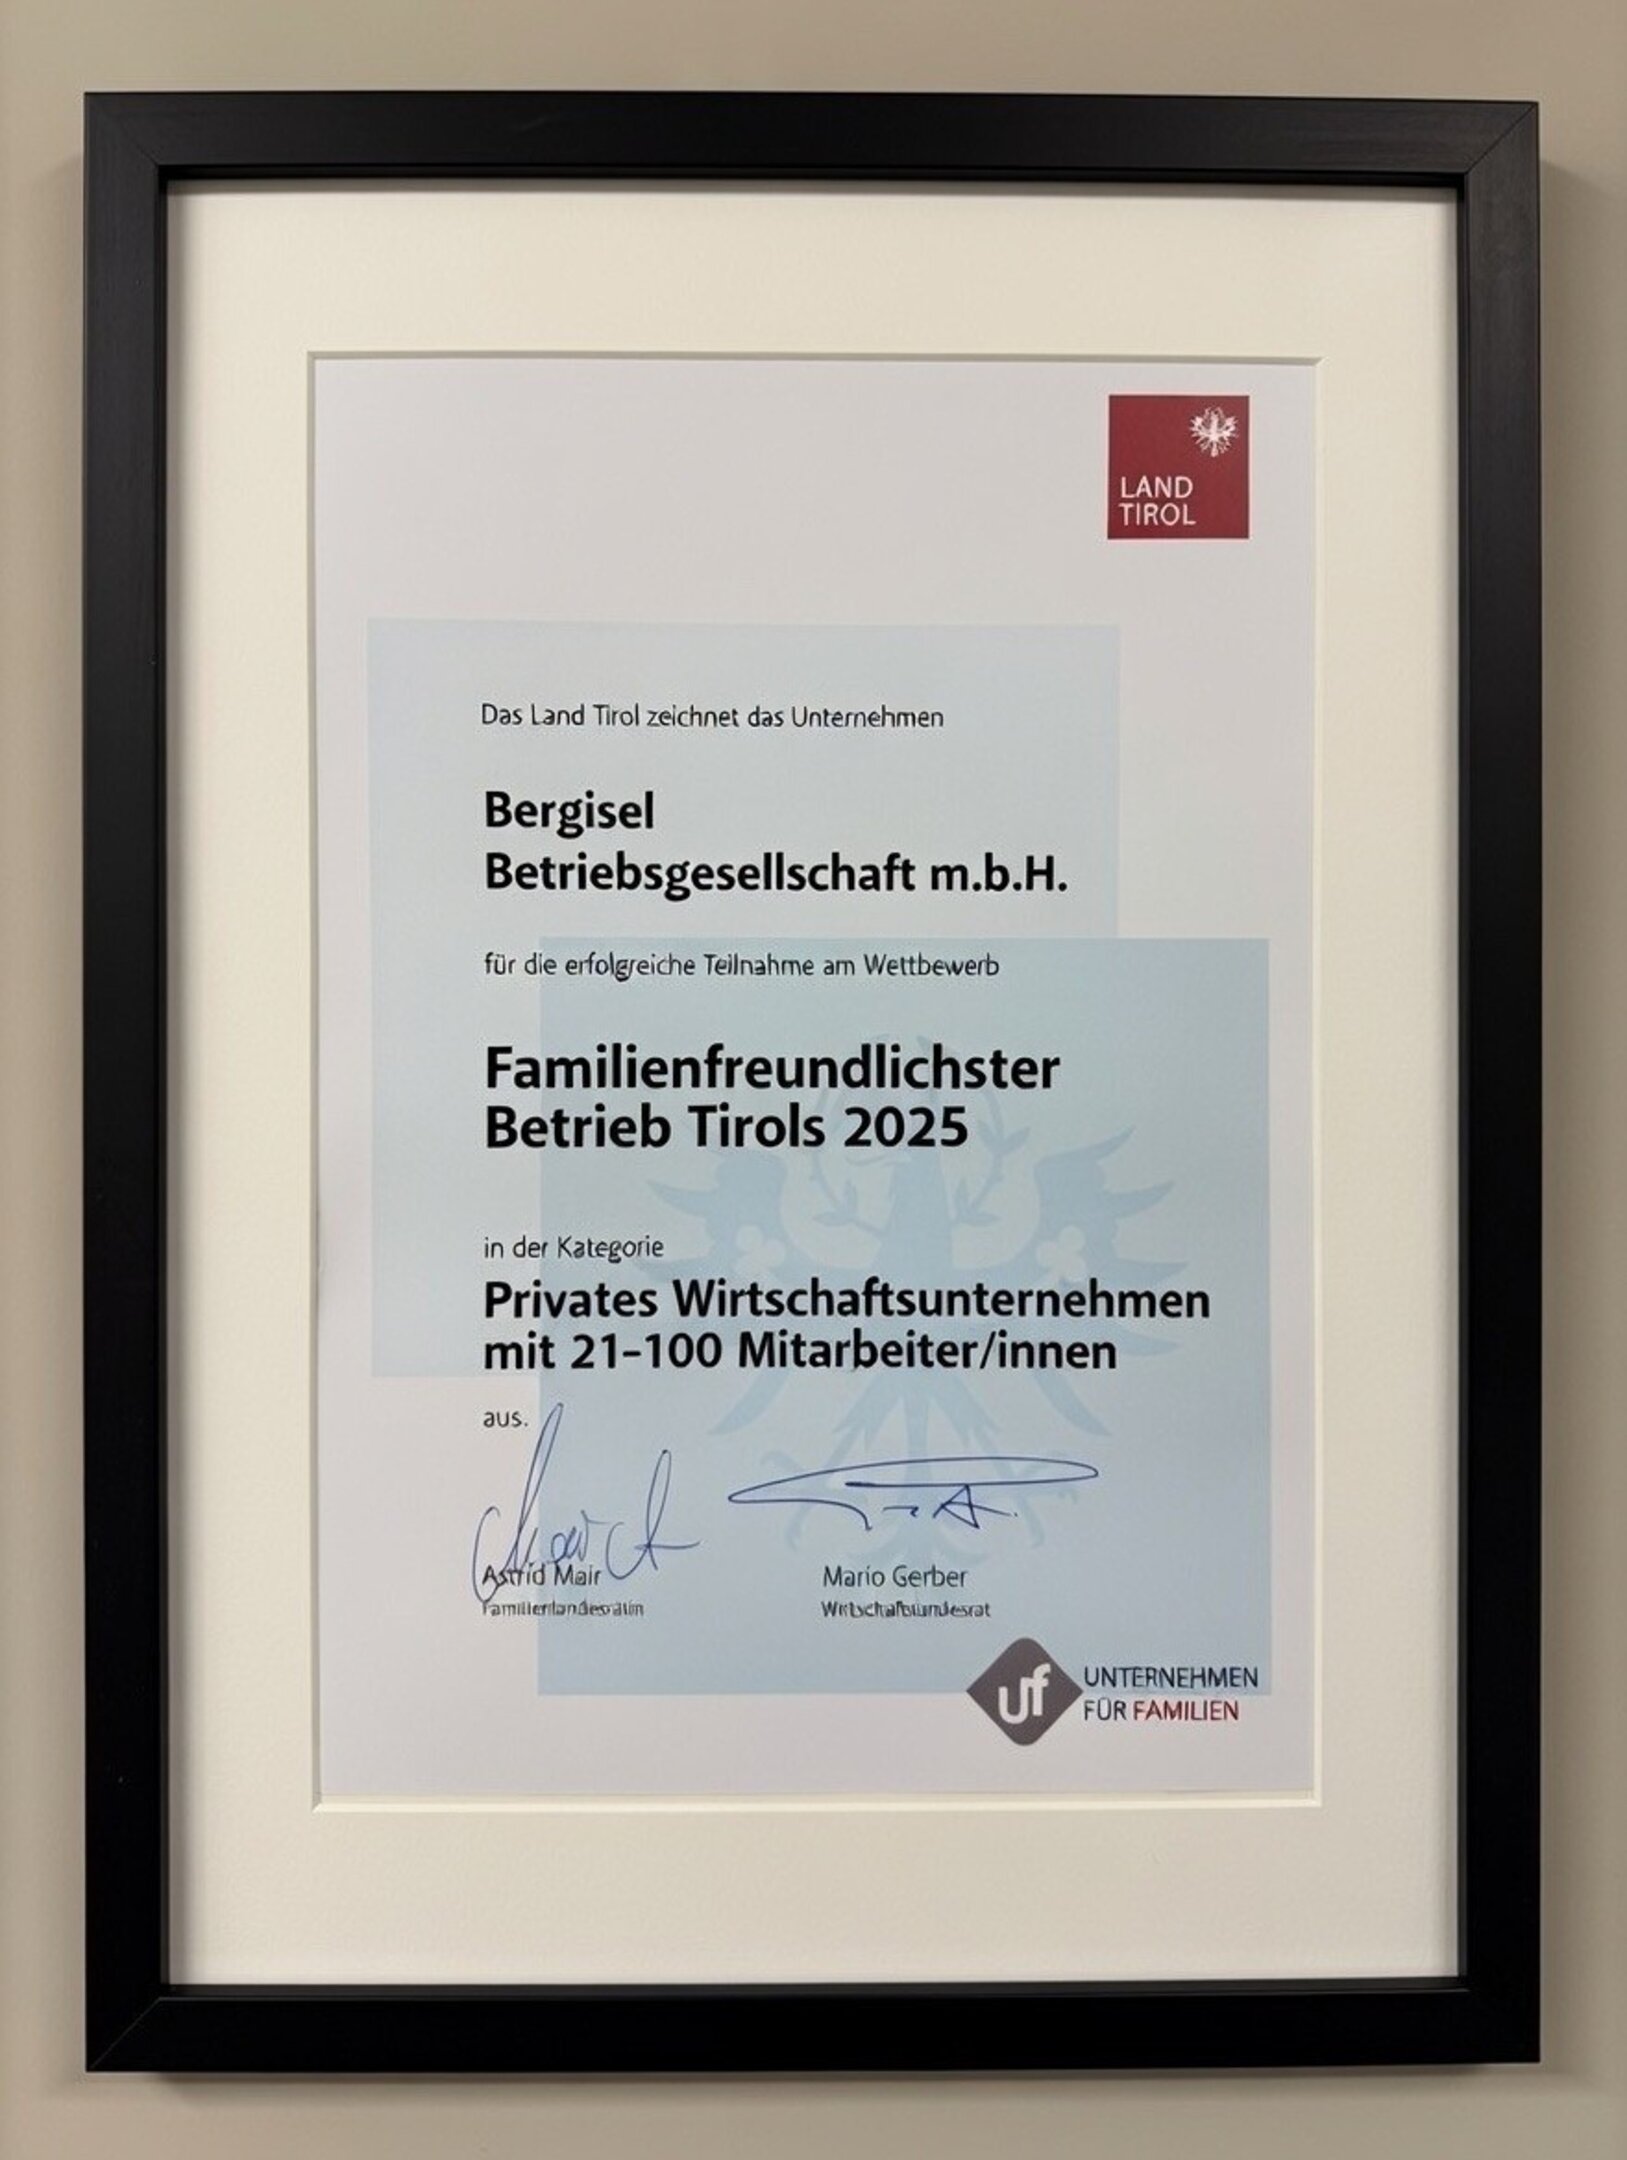 LAND
TIROL
Das Land Tirol zeichnet das Unternehmen
Bergisel
Betriebsgesellschaft m.b.H.
für die erfolgreiche Teilnahme am Wettbewerb
Familienfreundlichster
Betrieb Tirols 2025
in der Kategorie
Privates Wirtschaftsunternehmen
mit 21-100 Mitarbeiter/innen
aus.
Astrid Mair
Mario Gerber
uf
UNTERNEHMEN
FÜR FAMILIEN